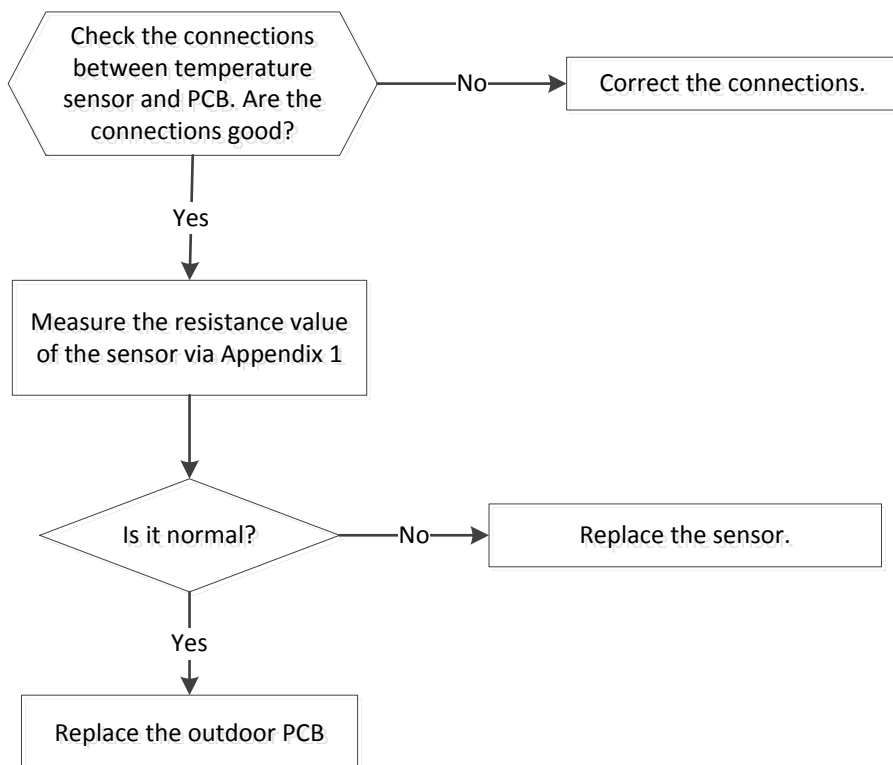 Check the connections
between temperature
sensor and PCB. Are the
connections good?
No
Correct the connections.
Yes
Measure the resistance value
of the sensor via Appendix 1
Is it normal?
No
Replace the sensor.
Yes
Replace the outdoor PCB